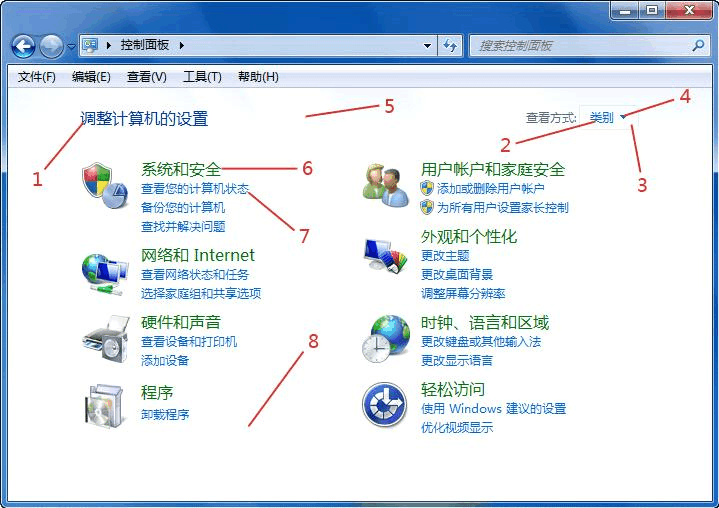 控制面板
搜索控制面板
文件(F) 编辑(E) 查看(V) 工具(T) 帮助(H)
调整计算机的设置
5
查看方式: 类别
4
1
2
3
系统和安全
6
查看您的计算机状态
备份您的计算机
查找并解决问题
7
网络和 Internet
查看网络状态和任务
选择家庭组和共享选项
硬件和声音
查看设备和打印机
添加设备
8
程序
卸载程序
用户帐户和家庭安全
添加或删除用户帐户
为所有用户设置家长控制
外观和个性化
更改主题
更改桌面背景
调整屏幕分辨率
时钟、语言和区域
更改键盘或其他输入法
更改显示语言
轻松访问
使用 Windows 建议的设置
优化视频显示